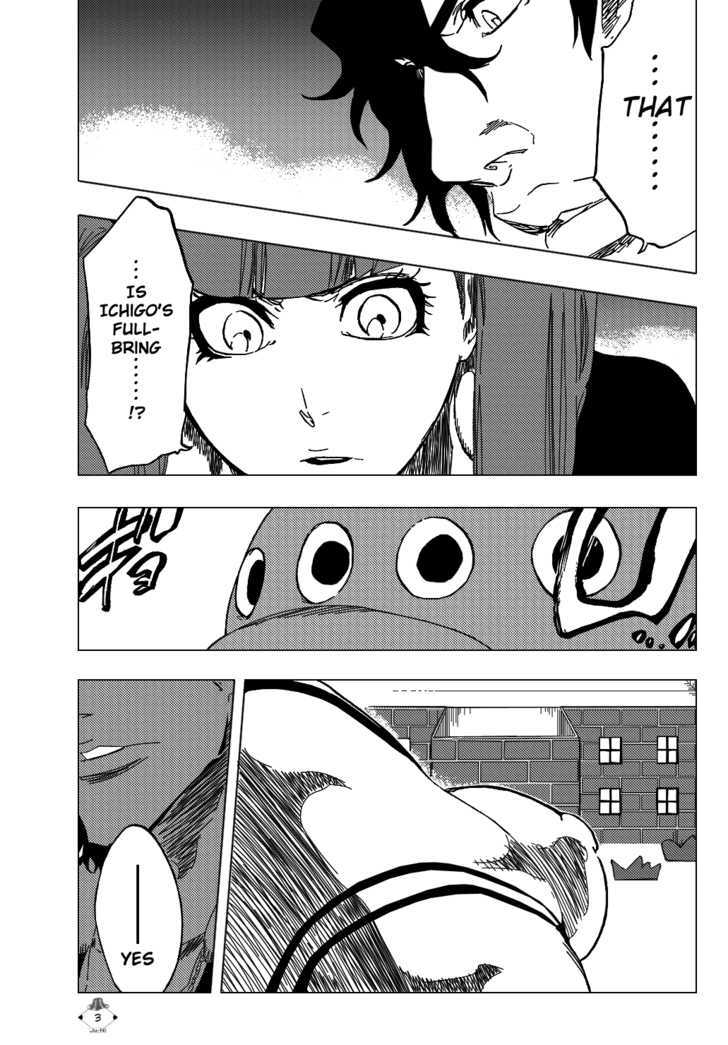 THAT
IS
ICHIGO'S
FULL-
BRING
!?
YES
3